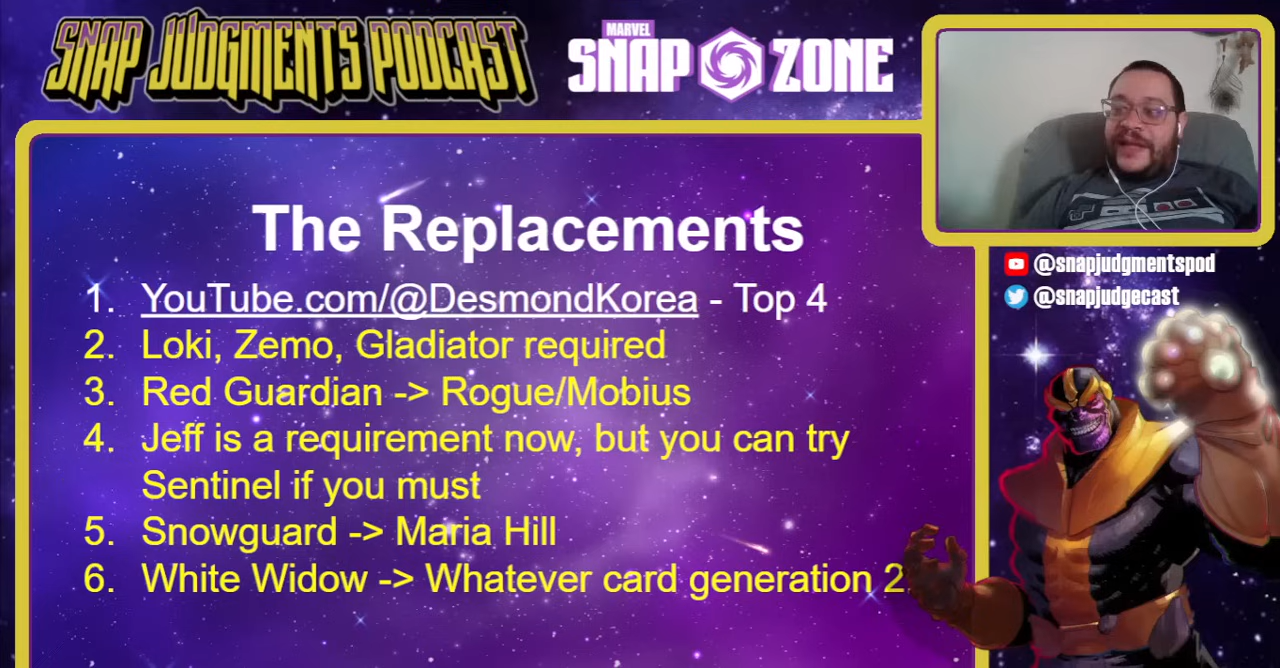 SNAP JUDGMENTS PODCAST
MARVEL
SNAP ZONE
The Replacements
1. YouTube.com/@DesmondKorea - Top 4
2. Loki, Zemo, Gladiator required
3. Red Guardian -> Rogue/Mobius
4. Jeff is a requirement now, but you can try
Sentinel if you must
5. Snowguard -> Maria Hill
6. White Widow -> Whatever card generation 2
@snapjudgmentspod
@snapjudgecast